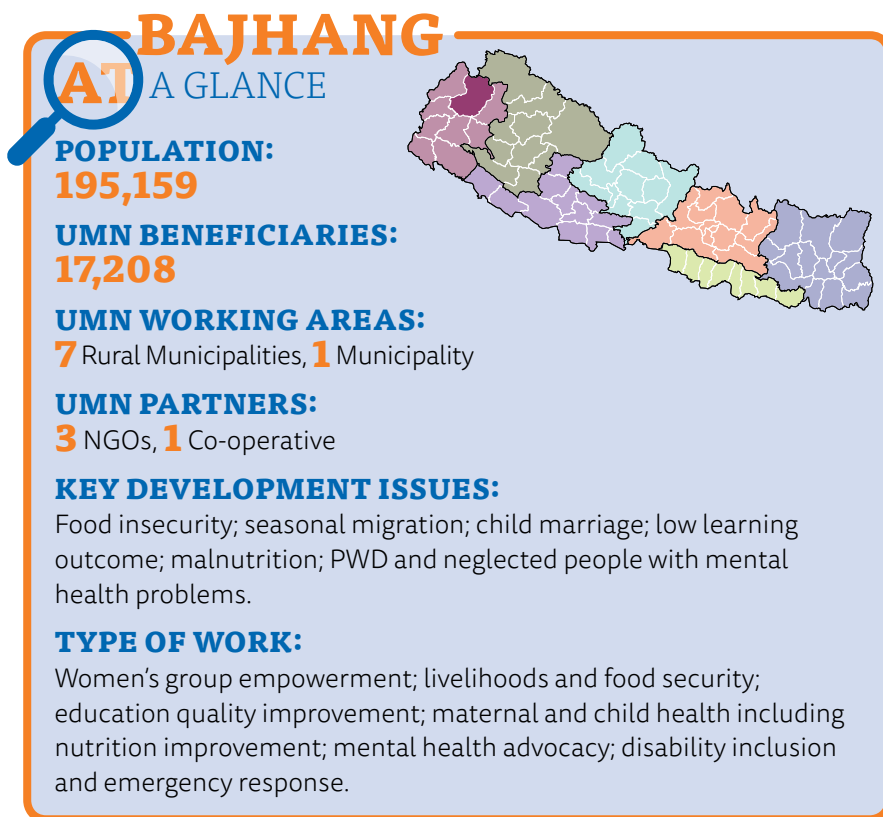 BAJHANG
AT A GLANCE
POPULATION:
195,159
UMN BENEFICIARIES:
17,208
UMN WORKING AREAS:
7 Rural Municipalities, 1 Municipality
UMN PARTNERS:
3 NGOs, 1 Co-operative
KEY DEVELOPMENT ISSUES:
Food insecurity; seasonal migration; child marriage; low learning
outcome; malnutrition; PWD and neglected people with mental
health problems.
TYPE OF WORK:
Women's group empowerment; livelihoods and food security;
education quality improvement; maternal and child health including
nutrition improvement; mental health advocacy; disability inclusion
and emergency response.